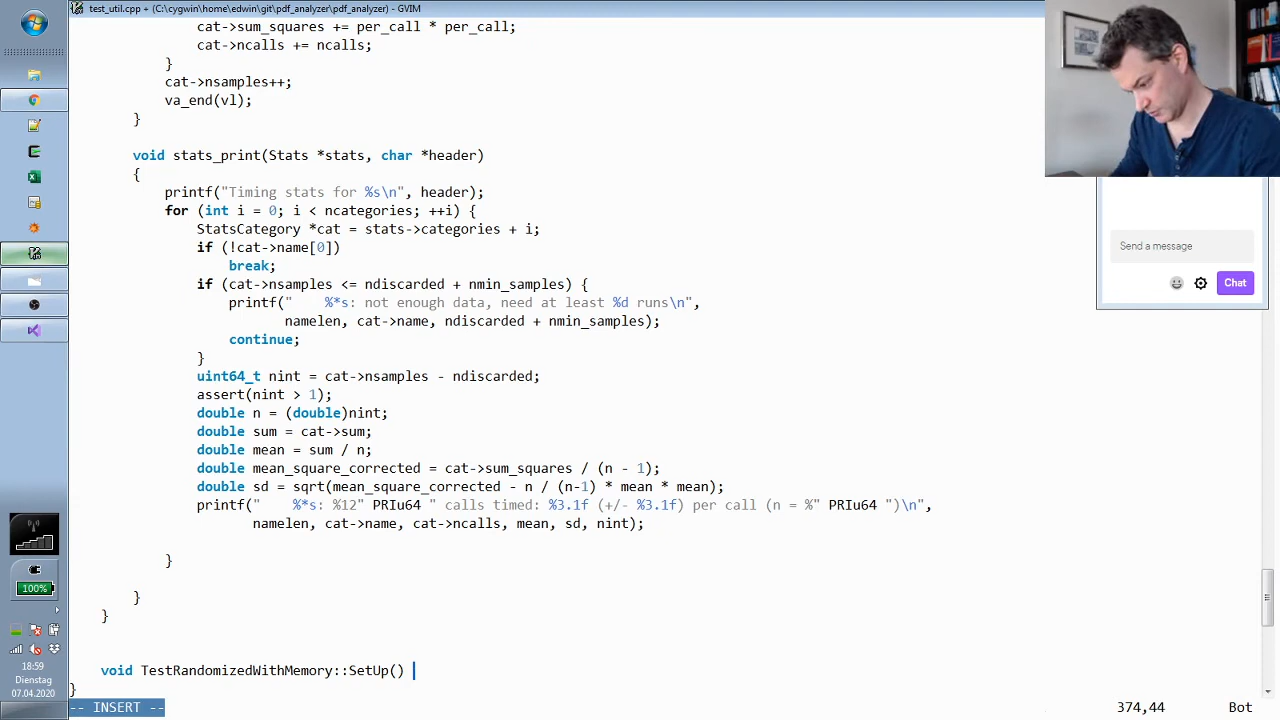 test_util.cpp + (C:\cygwin\home\edwin\git\pdf_analyzer\pdf_analyzer) - GVIM
cat->sum_squares += per_call * per_call;
cat->ncalls += ncalls;
}
cat->nsamples++;
va_end(vl);
}
void stats_print(Stats *stats, char *header)
{
printf("Timing stats for %s\n", header);
for (int i = 0; i < ncategories; ++i) {
StatsCategory *cat = stats->categories + i;
if (!cat->name[0])
break;
if (cat->nsamples <= ndiscarded + nmin_samples) {
printf("    %*s: not enough data, need at least %d runs\n",
namelen, cat->name, ndiscarded + nmin_samples);
continue;
}
uint64_t nint = cat->nsamples - ndiscarded;
assert(nint > 1);
double n = (double)nint;
double sum = cat->sum;
double mean = sum / n;
double mean_square_corrected = cat->sum_squares / (n - 1);
double sd = sqrt(mean_square_corrected - n / (n-1) * mean * mean);
printf("    %*s: %12" PRIu64 " calls timed: %3.1f (+/- %3.1f) per call (n = %" PRIu64 ")\n",
namelen, cat->name, cat->ncalls, mean, sd, nint);
}
}
}
void TestRandomizedWithMemory::SetUp()
}
-- INSERT --
374,44
Bot
Send a message
Chat
100%
18:59
Dienstag
07.04.2020